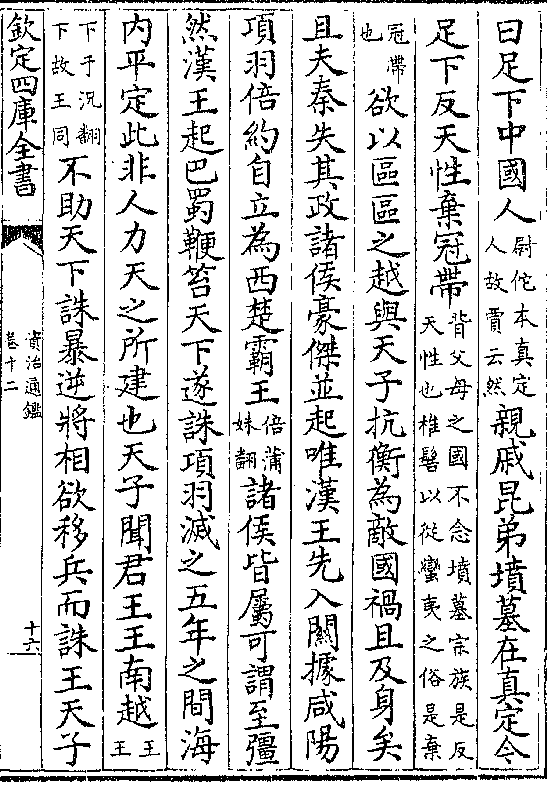 曰足下中國人尉佗本真定人故賈云然親戚昆弟墳墓在真定今
足下反天性棄冠帶背父母之國不念墳墓宗族是反天性也椎髻以從蠻夷之俗是棄
冠帶也欲以區區之越與天子抗衡為敵國禍且及身矣
且夫秦失其政諸侯豪傑並起唯漢王先入關據咸陽
項羽倍約自立為西楚霸王倍蒲妹翻諸侯皆屬可謂至彊
然漢王起巴蜀鞭笞天下遂誅項羽滅之五年之間海
内平定此非人力天之所建也天子聞君王王南越王王
下于況翻下故王同不助天下誅暴逆將相欲移兵而誅王天子
欽定四庫全書
資治通鑑
卷十二
十六